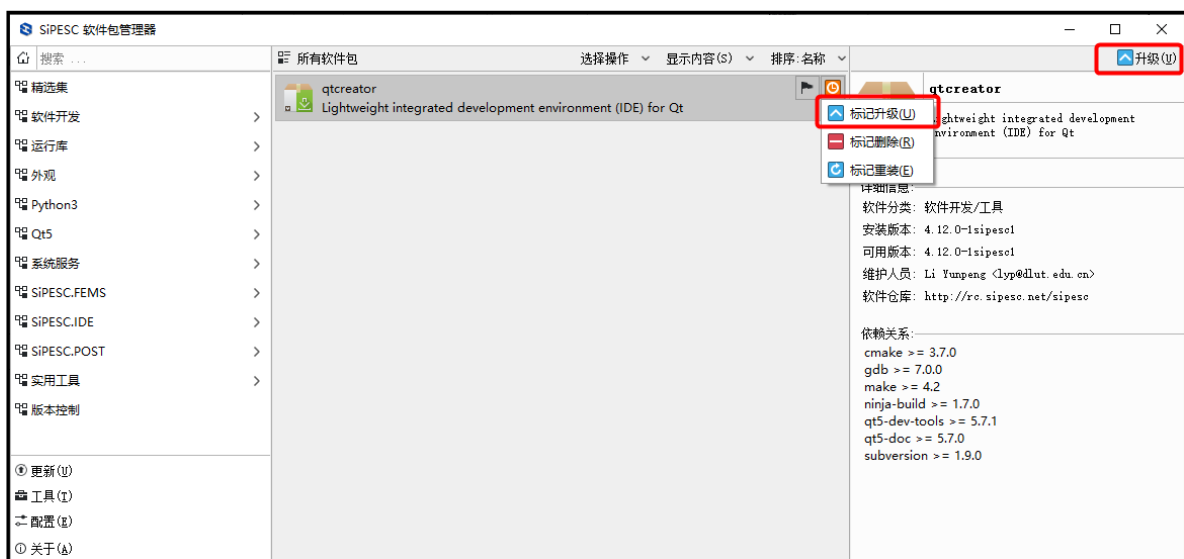 SiPESC 软件包管理器
搜索 ...
所有软件包
选择操作
显示内容(S)
排序:名称
升级(U)
精选集
软件开发
运行库
外观
Python3
Qt5
系统服务
SiPESC.FEMS
SiPESC.IDE
SiPESC.POST
实用工具
版本控制
更新(U)
工具(T)
配置(E)
关于(A)
qtcreator
Lightweight integrated development environment (IDE) for Qt
标记升级(U)
标记删除(R)
标记重装(E)
qtcreator
ghtweight integrated development
nvironment (IDE) for Qt
详细信息:
软件分类: 软件开发/工具
安装版本: 4.12.0-1sipesc1
可用版本: 4.12.0-1sipesc1
维护人员: Li Yunpeng <lyp@dlut.edu.cn>
软件仓库: http://rc.sipesc.net/sipesc
依赖关系:
cmake >= 3.7.0
gdb >= 7.0.0
make >= 4.2
ninja-build >= 1.7.0
qt5-dev-tools >= 5.7.1
qt5-doc >= 5.7.0
subversion >= 1.9.0